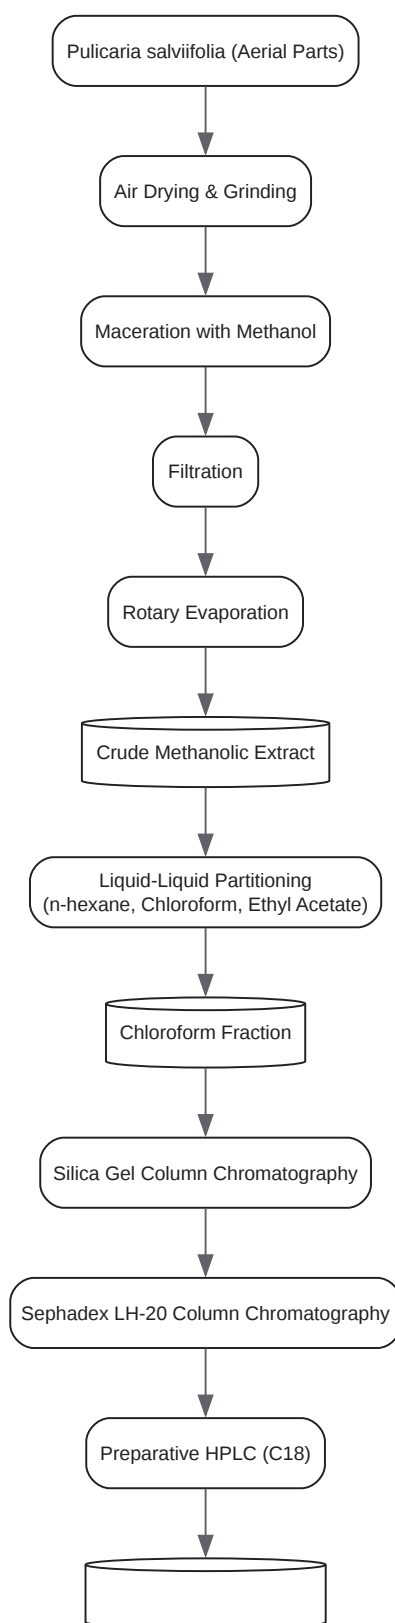 Pulicaria salviifolia (Aerial Parts)
Air Drying & Grinding
Maceration with Methanol
Filtration
Rotary Evaporation
Crude Methanolic Extract
Liquid-Liquid Partitioning
(n-hexane, Chloroform, Ethyl Acetate)
Chloroform Fraction
Silica Gel Column Chromatography
Sephadex LH-20 Column Chromatography
Preparative HPLC (C18)